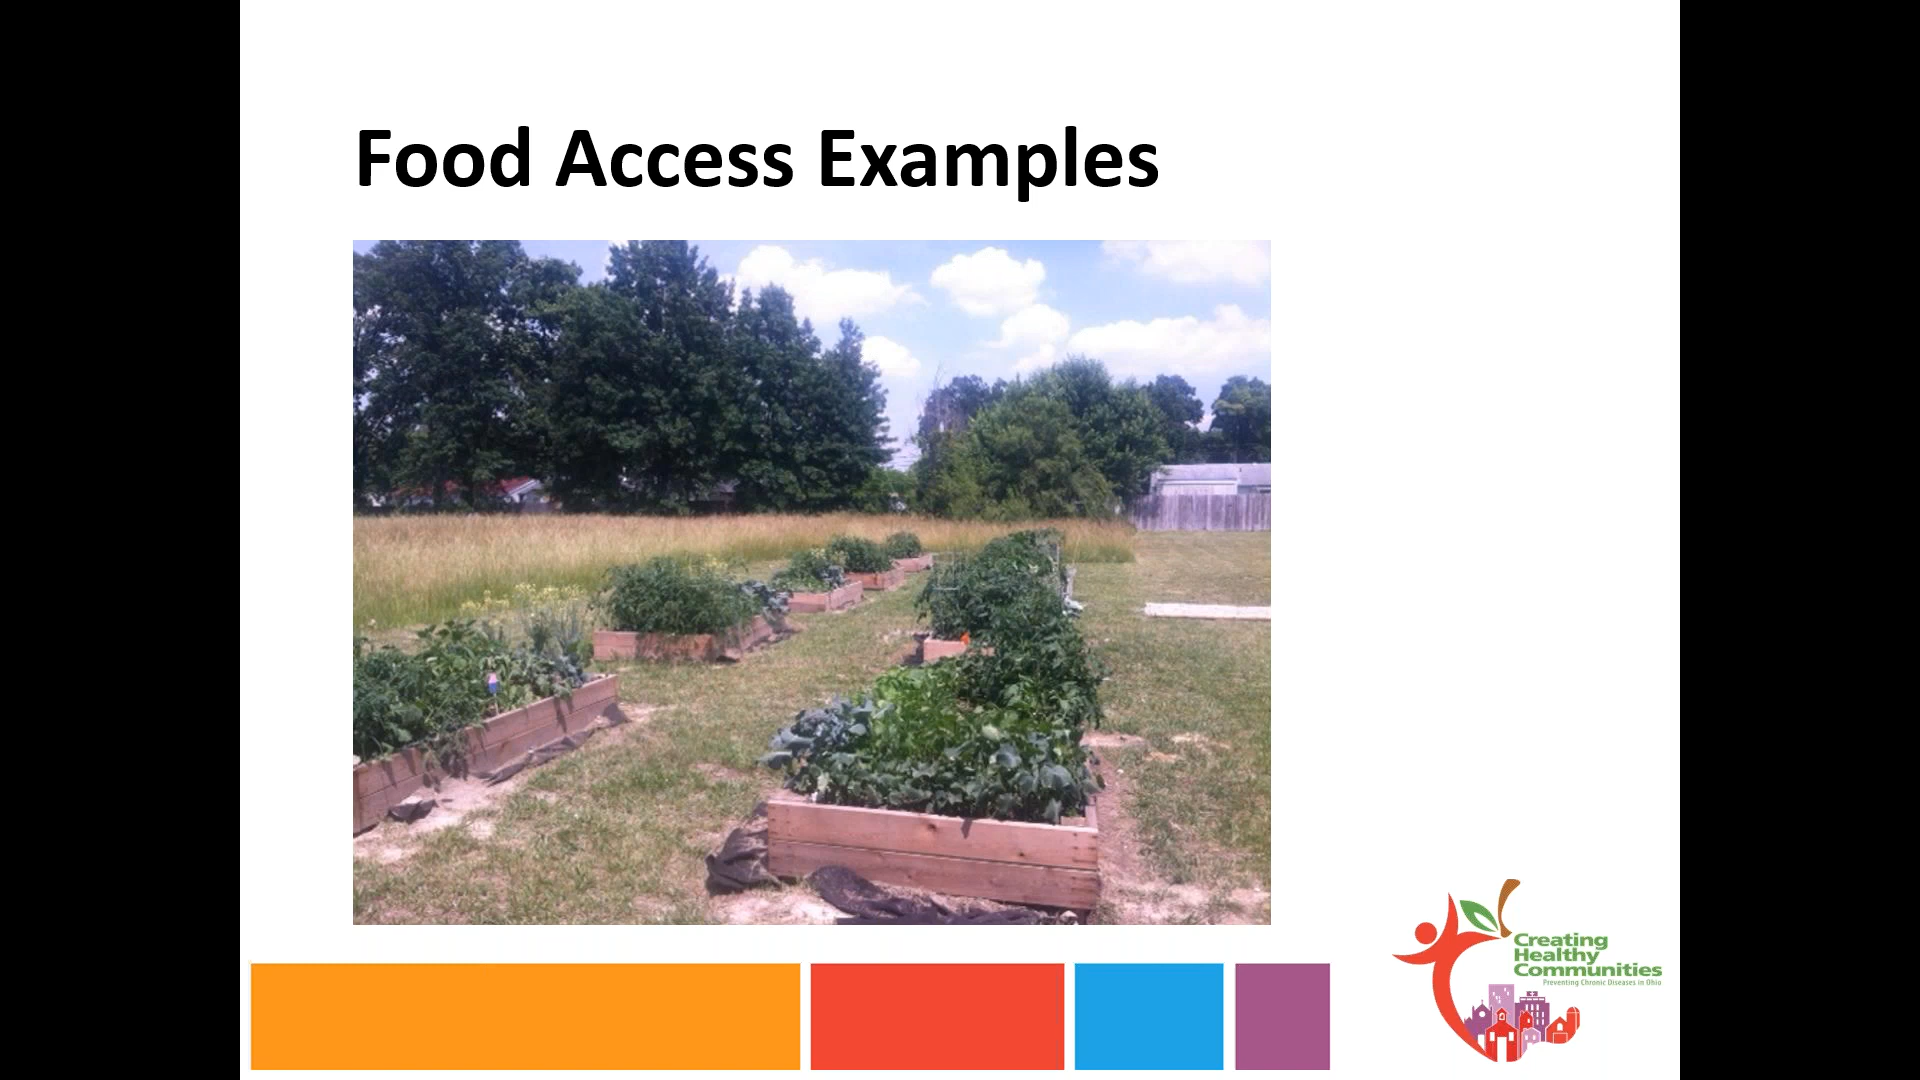 Food Access Examples
Creating
Healthy
Communities
Preventing Chronic Diseases in Ohio